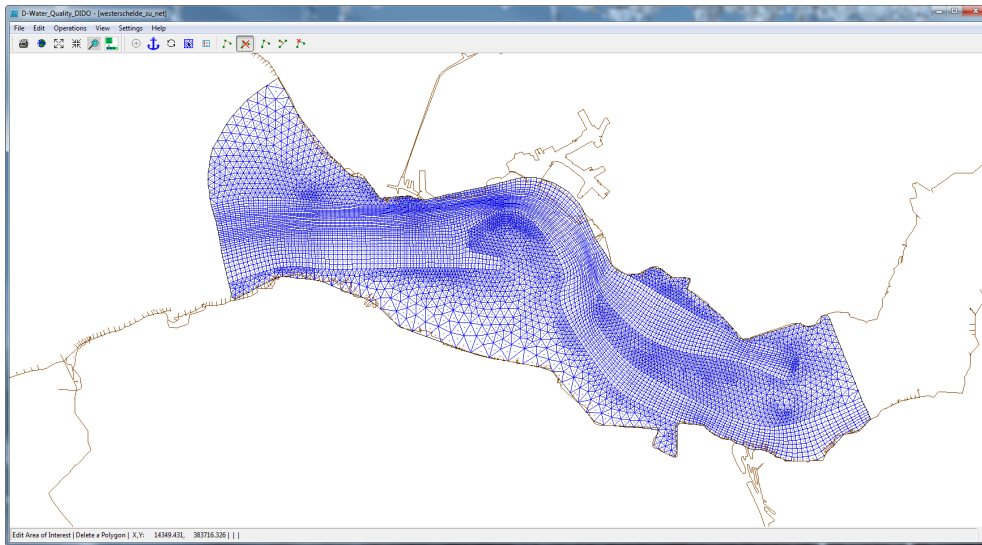 D-Water_Quality_DIDO - [westerschelde_su_net]
File Edit Operations View Settings Help
Edit Area of Interest | Delete a Polygon | X,Y: 14349.431, 383716.326 | | |